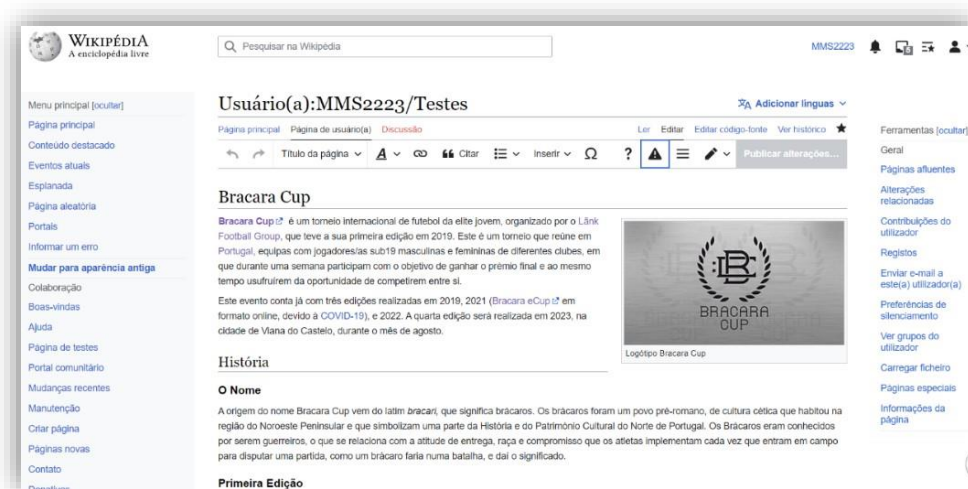 WIKIPÉDIA
A enciclopédia livre
Pesquisar na Wikipédia
MMS2223
Menu principal [ocultar]
Página principal
Conteúdo destacado
Eventos atuais
Esplanada
Página aleatória
Portais
Informar um erro
Mudar para aparência antiga
Colaboração
Boas-vindas
Ajuda
Página de testes
Portal comunitário
Mudanças recentes
Manutenção
Criar página
Páginas novas
Contato
Donativos
Usuário(a):MMS2223/Testes
Adicionar línguas
Página principal Página de usuário(a) Discussão
Ler Editar Editar código-fonte Ver histórico
Título da página A Citar Inserir Ω ? Publicar alterações...
Bracara Cup
Bracara Cup é um torneio internacional de futebol da elite jovem, organizado por o Länk
Football Group, que teve a sua primeira edição em 2019. Este é um torneio que reúne em
Portugal, equipas com jogadores/as sub19 masculinas e femininas de diferentes clubes, em
que durante uma semana participam com o objetivo de ganhar o prémio final e ao mesmo
tempo usufruirem da oportunidade de competirem entre si.
Este evento conta já com três edições realizadas em 2019, 2021 (Bracara eCup em
formato online, devido à COVID-19), e 2022. A quarta edição será realizada em 2023, na
cidade de Viana do Castelo, durante o mês de agosto.
BRACARA
CUP
Logótipo Bracara Cup
História
O Nome
A origem do nome Bracara Cup vem do latim bracari, que significa brácaros. Os brácaros foram um povo pré-romano, de cultura cética que habitou na
região do Noroeste Peninsular e que simbolizam uma parte da História e do Património Cultural do Norte de Portugal. Os Brácaros eram conhecidos
por serem guerreiros, o que se relaciona com a atitude de entrega, raça e compromisso que os atletas implementam cada vez que entram em campo
para disputar uma partida, como um brácaro faria numa batalha, e daí o significado.
Primeira Edição
Ferramentas [ocultar]
Geral
Páginas afluentes
Alterações
relacionadas
Contribuições do
utilizador
Registos
Enviar e-mail a
este(a) utilizador(a)
Preferências de
silenciamento
Ver grupos do
utilizador
Carregar ficheiro
Páginas especiais
Informações da
página